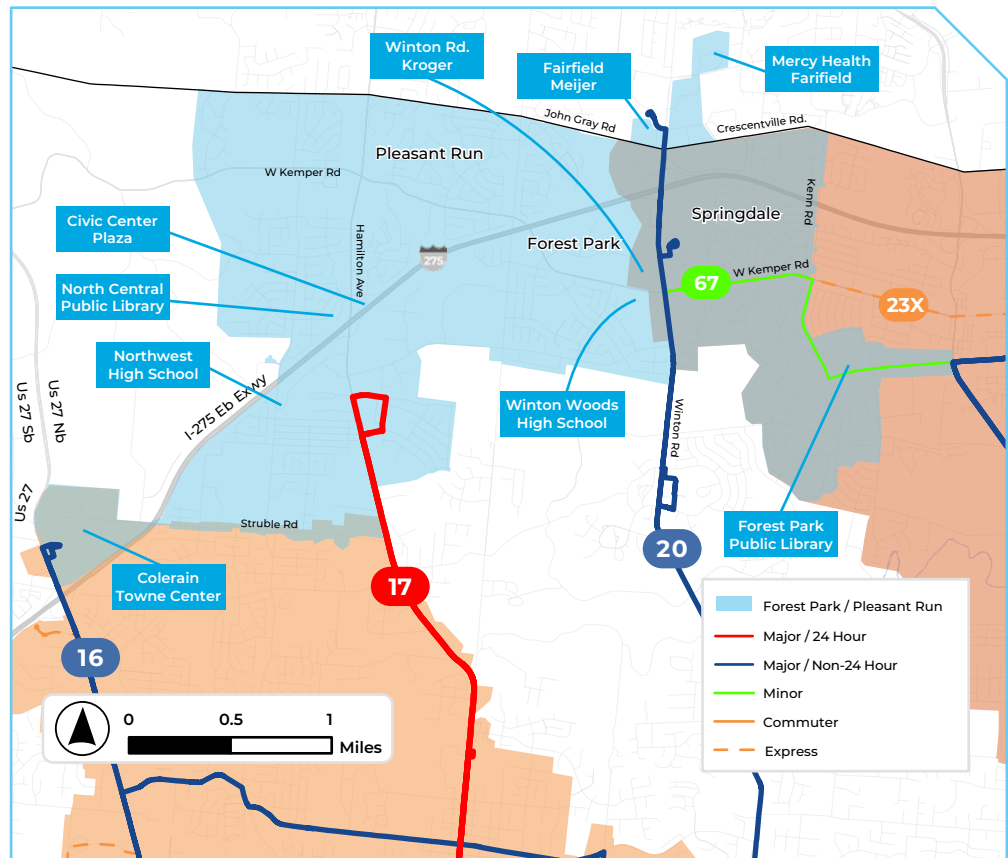 Winton Rd.
Kroger
Fairfield
Meijer
Mercy Health
Farifield
John Gray Rd
Crescentville Rd.
Pleasant Run
W Kemper Rd
Kenn Rd
Springdale
Civic Center
Plaza
Hamilton Ave
Forest Park
275
W Kemper Rd
67
23X
North Central
Public Library
Northwest
High School
I-275 Eb Exwy
Us 27 Sb
Us 27 Nb
Us 27
Winton Woods
High School
Winton Rd
Struble Rd
Forest Park
Public Library
20
Colerain
Towne Center
17
16
Forest Park / Pleasant Run
Major / 24 Hour
Major / Non-24 Hour
Minor
Commuter
Express
0 0.5 1
Miles